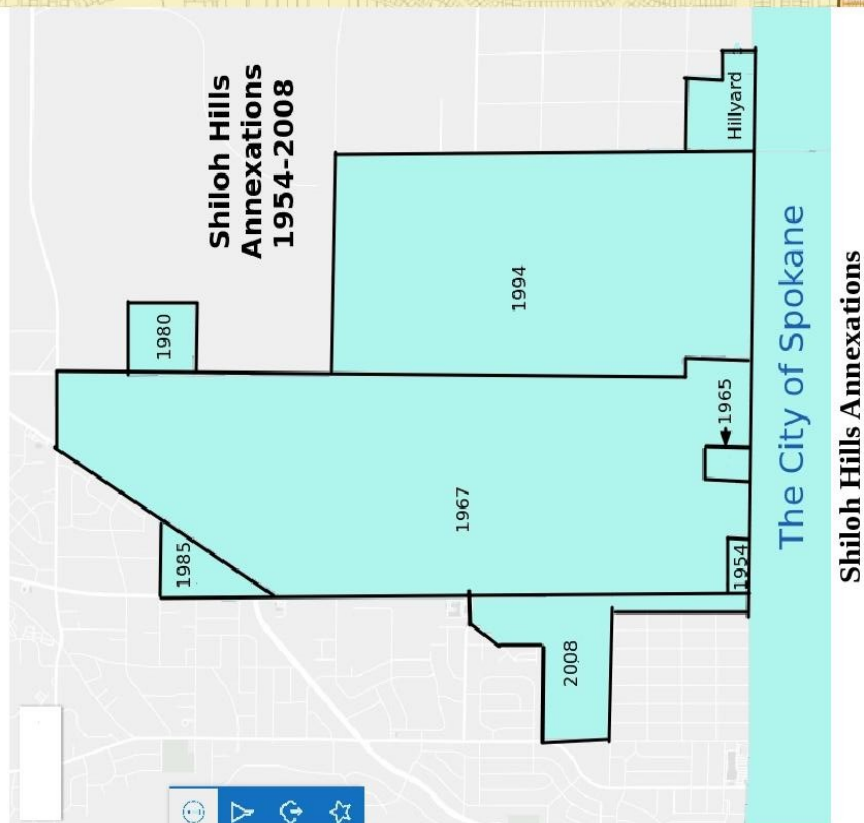 Shiloh Hills
Annexations
1954-2008
Hillyard
1994
1980
1965
1967
1985
1954
2008
The City of Spokane
Shiloh Hills Annexations